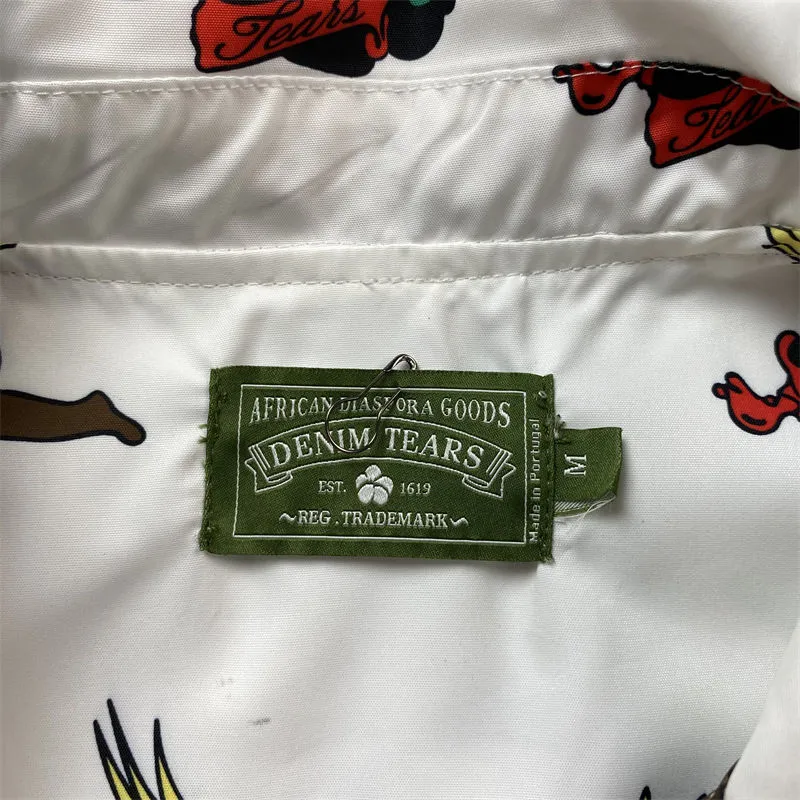 Tears
Tears
AFRICAN DIASPORA GOODS
DENIM TEARS
EST. 1619
~REG. TRADEMARK~
Made in Portugal
M